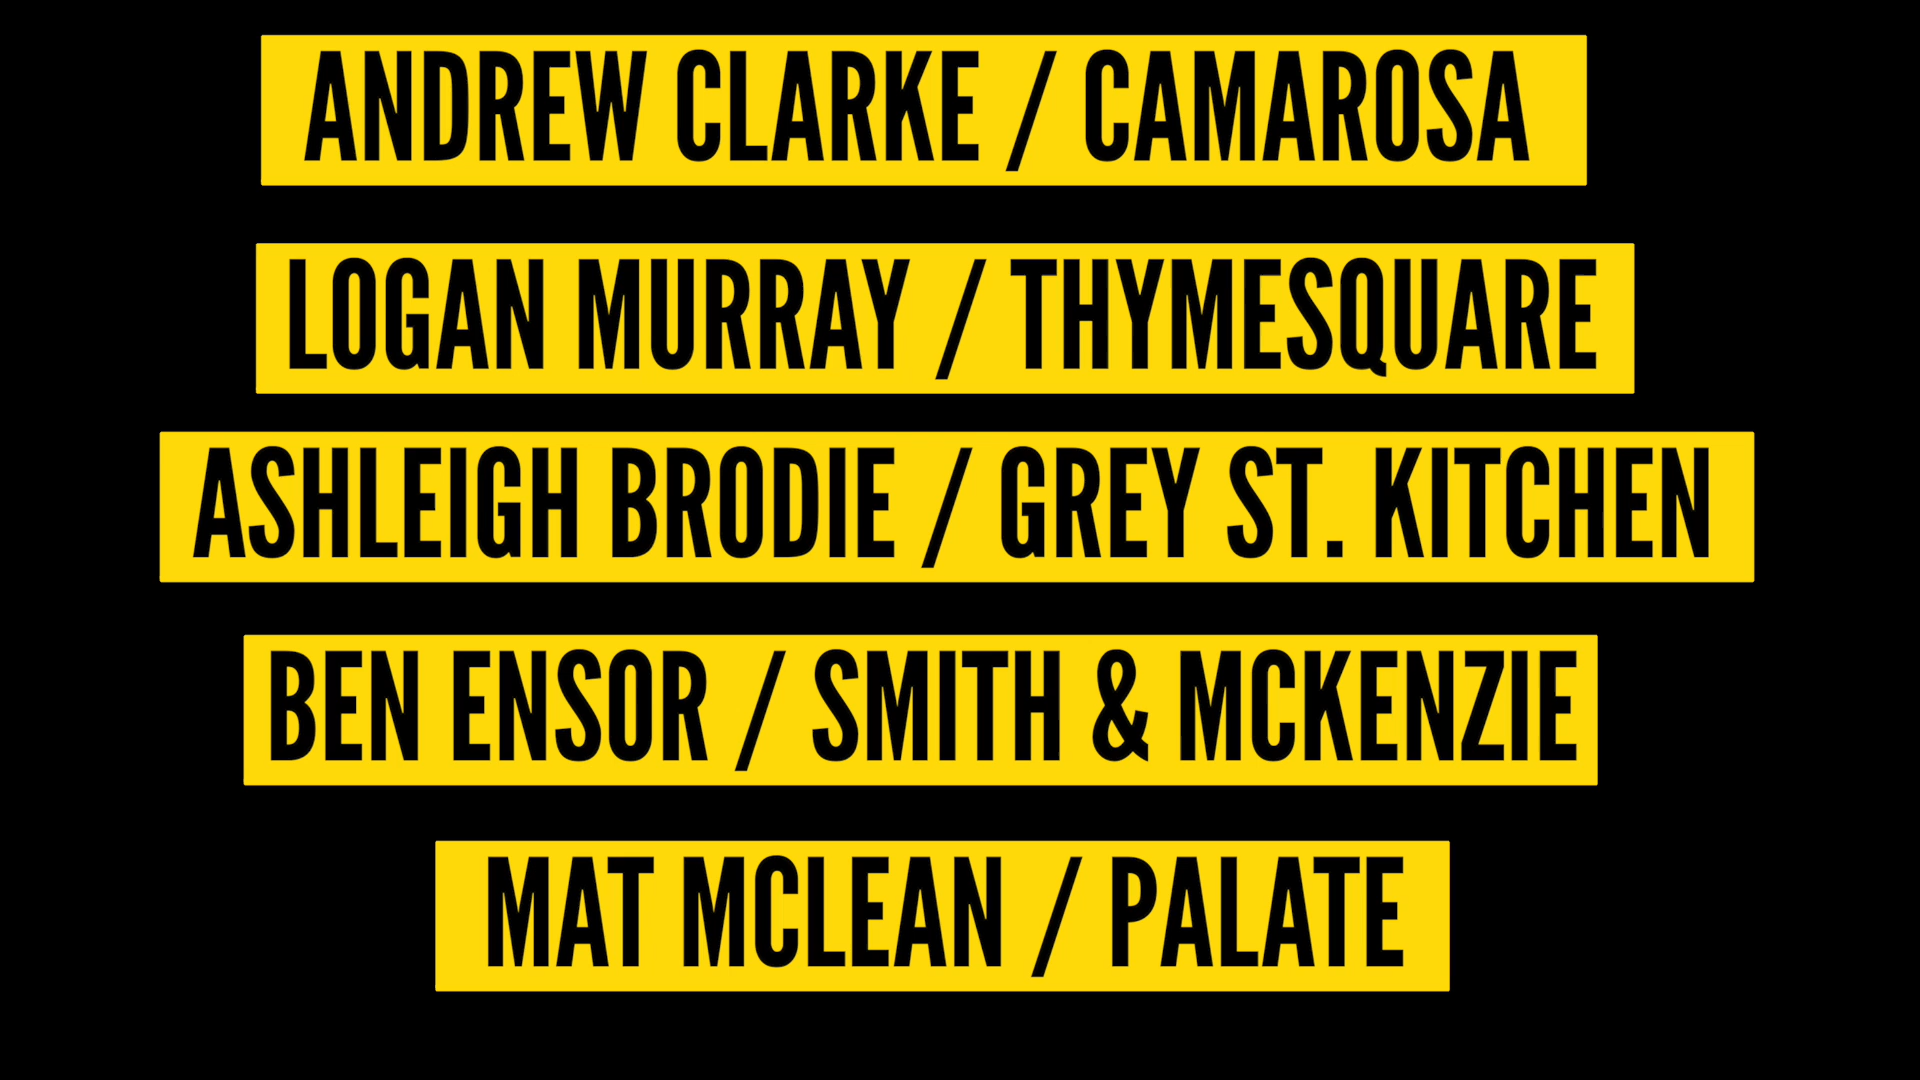 ANDREW CLARKE / CAMAROSA
LOGAN MURRAY / THYMESQUARE
ASHLEIGH BRODIE / GREY ST. KITCHEN
BEN ENSOR / SMITH & MCKENZIE
MAT MCLEAN / PALATE